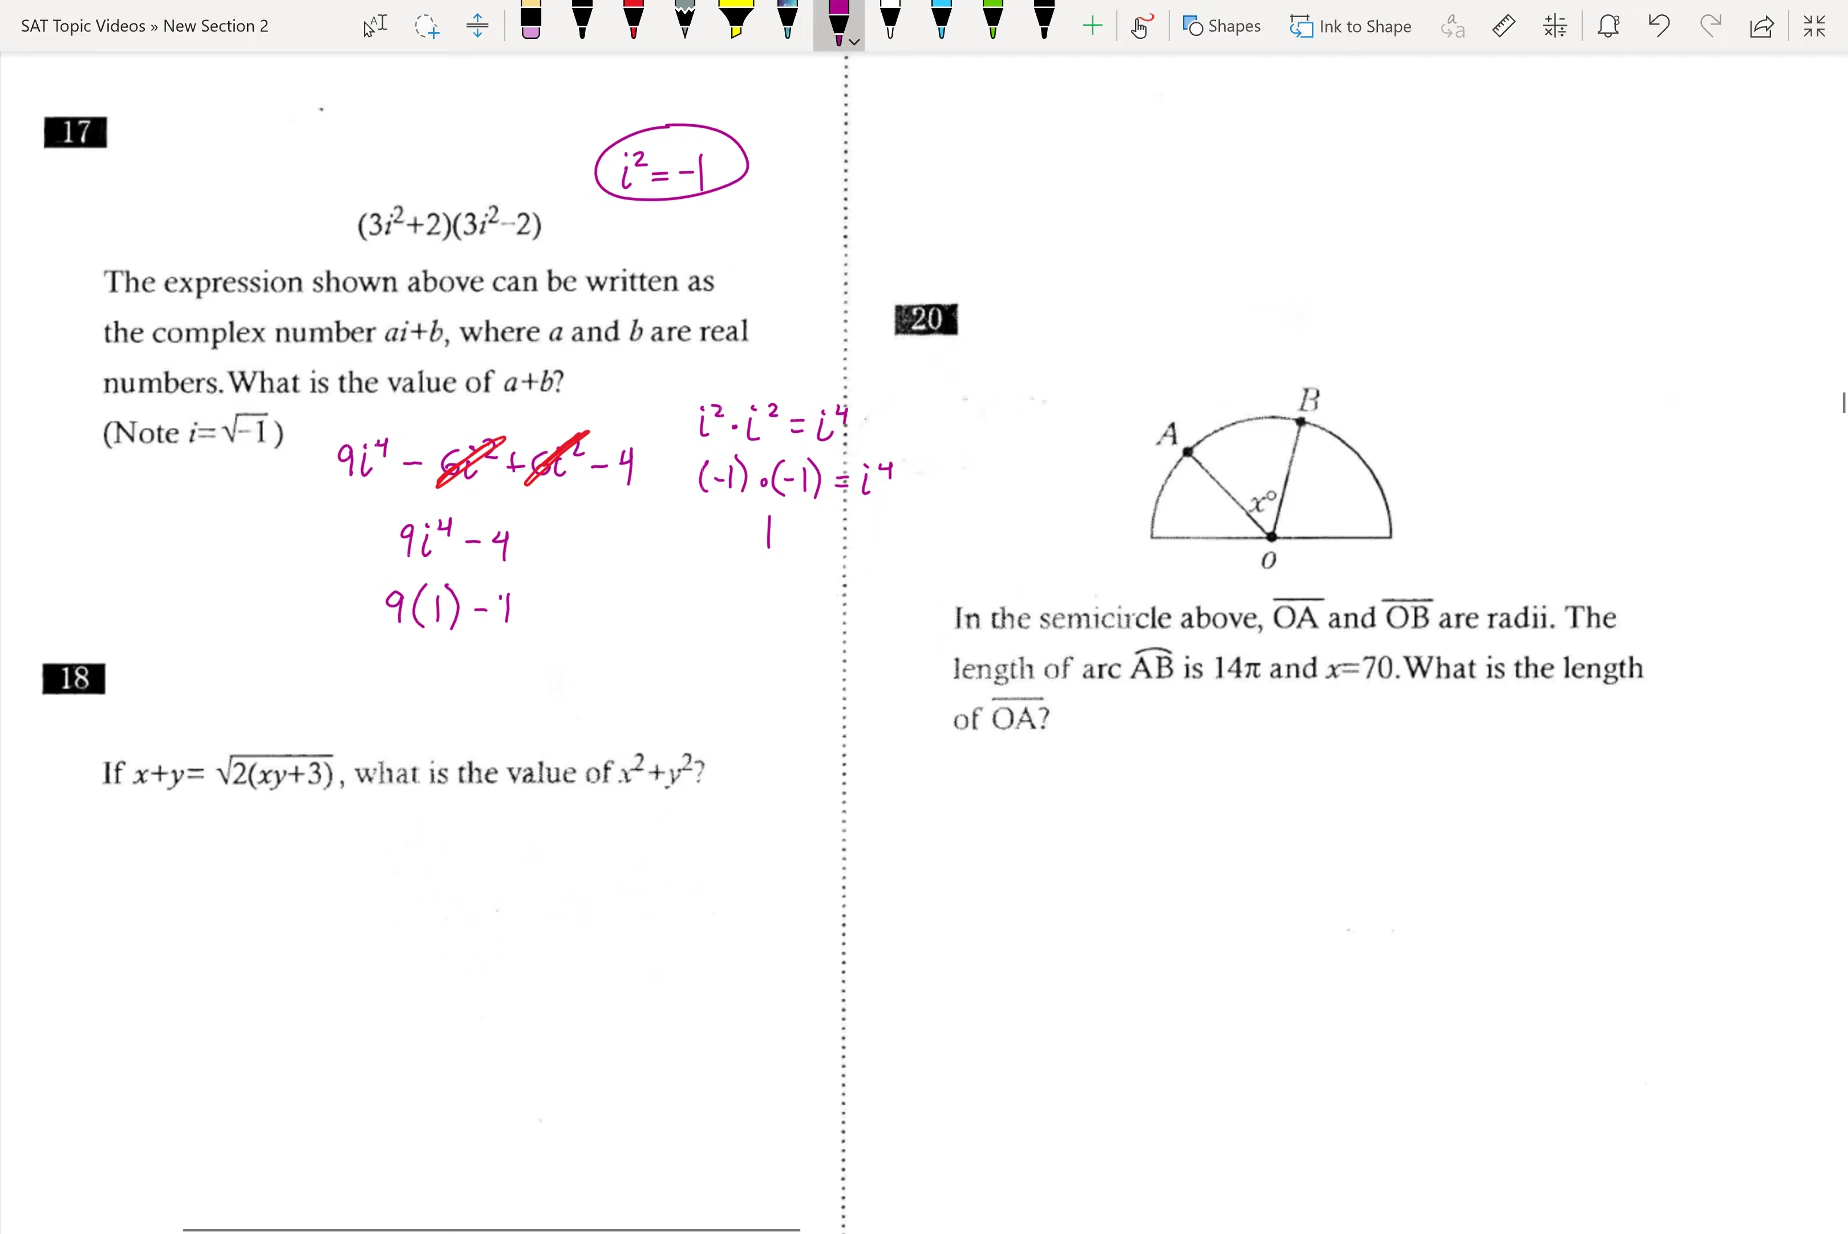 SAT Topic Videos » New Section 2
Shapes
Ink to Shape
17
i² = -1
(3i²+2)(3i²-2)
The expression shown above can be written as
the complex number ai+b, where a and b are real
numbers. What is the value of a+b?
(Note i=√-1)
9i⁴ - 6i² + 6i² - 4
9i⁴ - 4
9(1) -
i² · i² = i⁴
(-1) · (-1) = i⁴
1
18
If x+y= √2(xy+3), what is the value of x²+y²?
20
A
B
x°
O
In the semicircle above, OA and OB are radii. The
length of arc AB is 14π and x=70. What is the length
of OA?